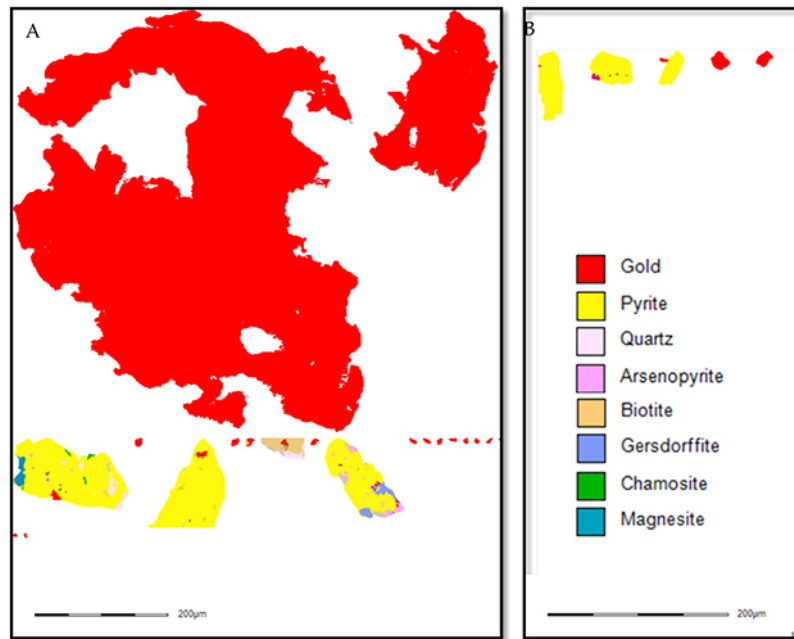 A
200μm
B
Gold
Pyrite
Quartz
Arsenopyrite
Biotite
Gersdorffite
Chamosite
Magnesite
200μm